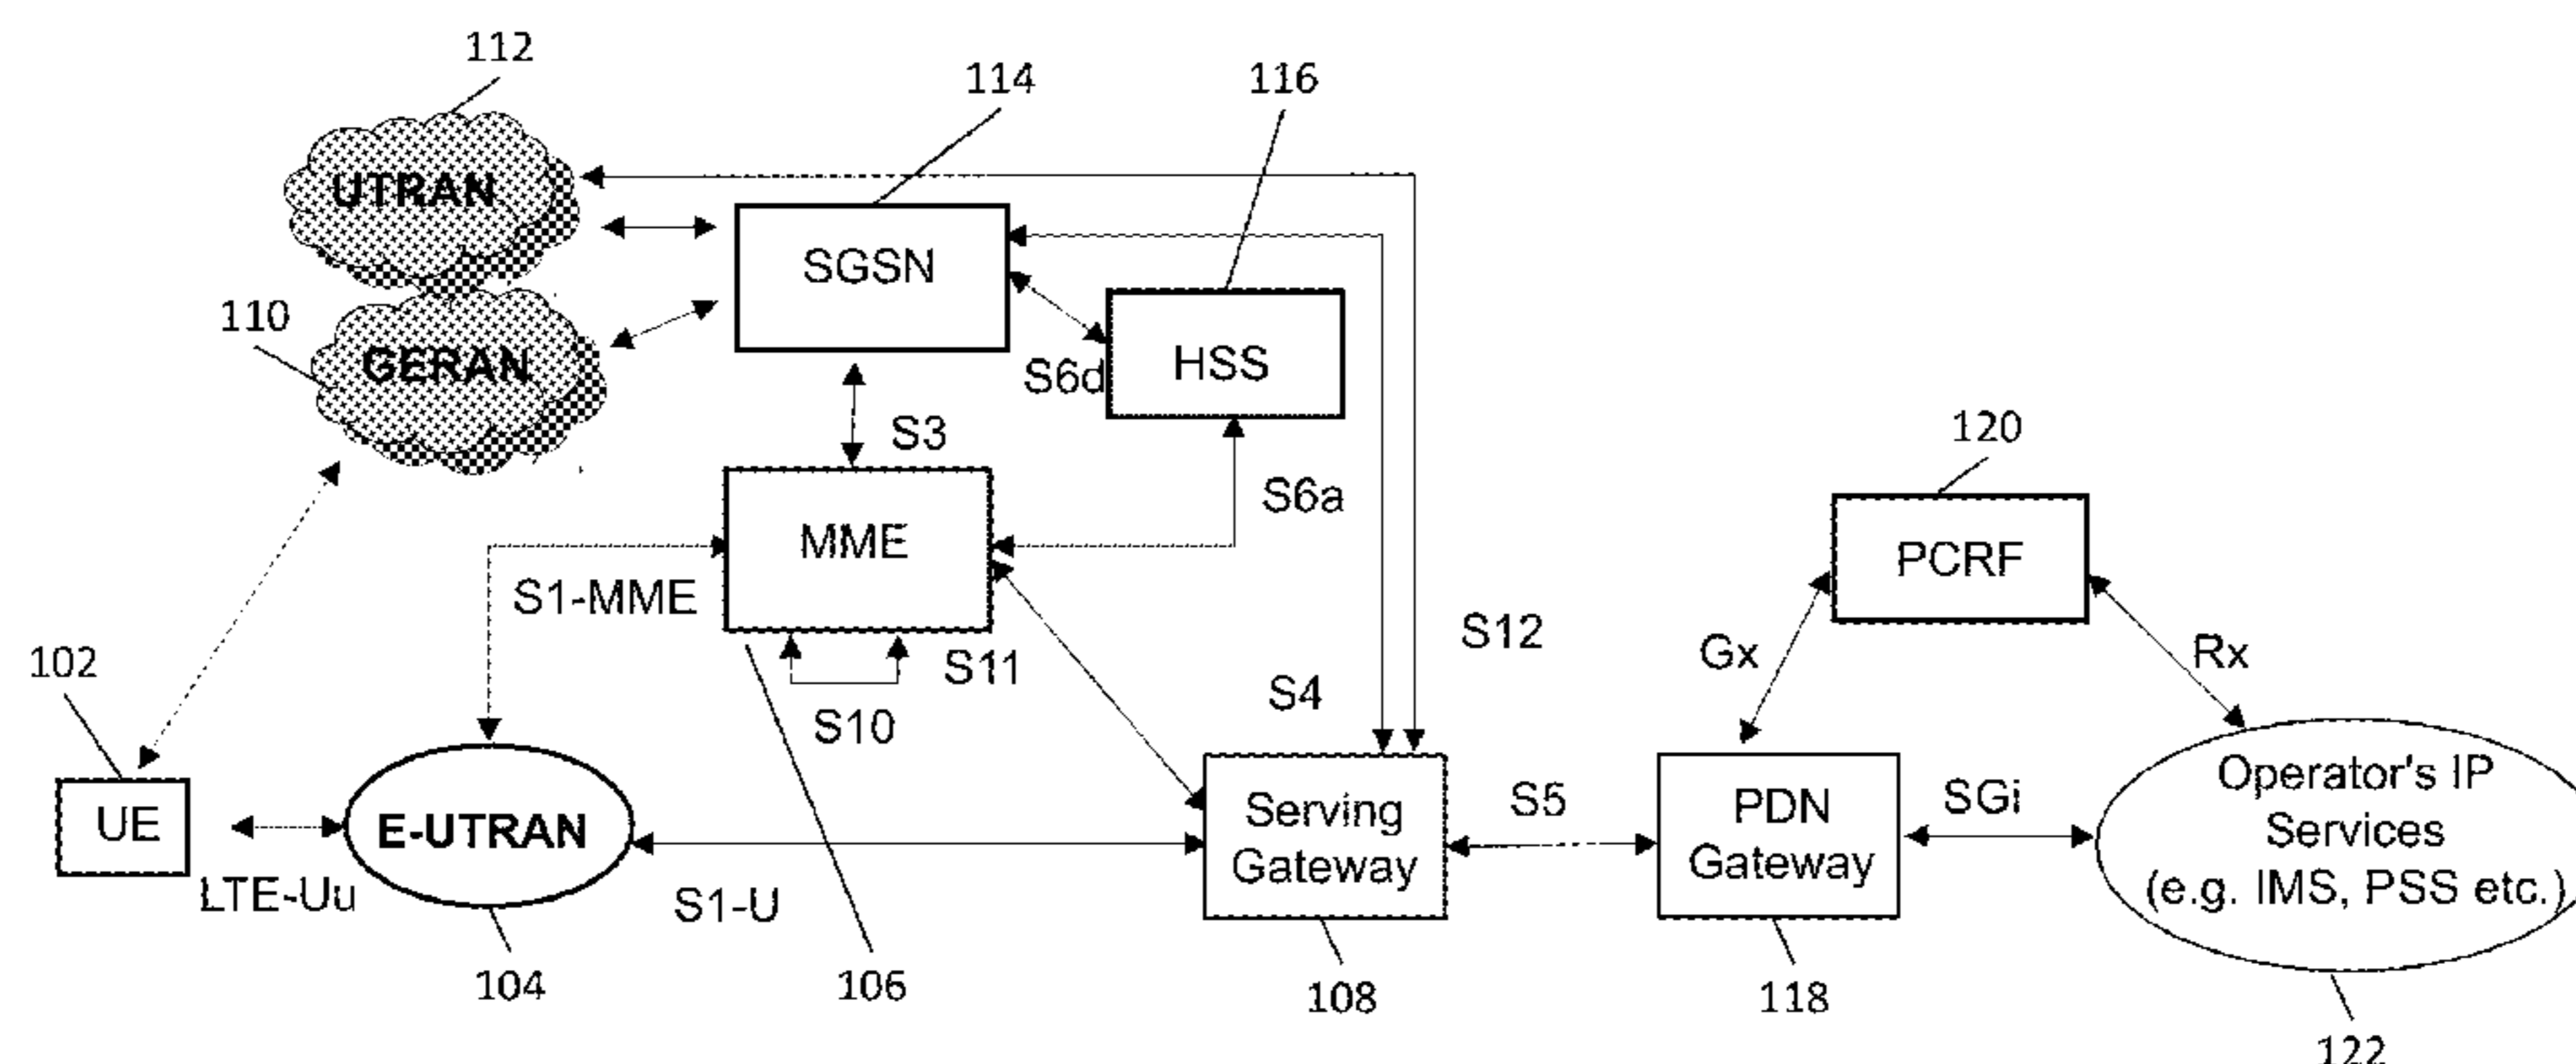 112
114
116
UTRAN
SGSN
110
GERAN
HSS
S6d
S3
120
S6a
MME
PCRF
S1-MME
S12
102
Gx
Rx
S11
S4
S10
UE
E-UTRAN
Serving
Gateway
S5
PDN
Gateway
SGi
Operator's IP
Services
(e.g. IMS, PSS etc.)
LTE-Uu
S1-U
104
106
108
118
122